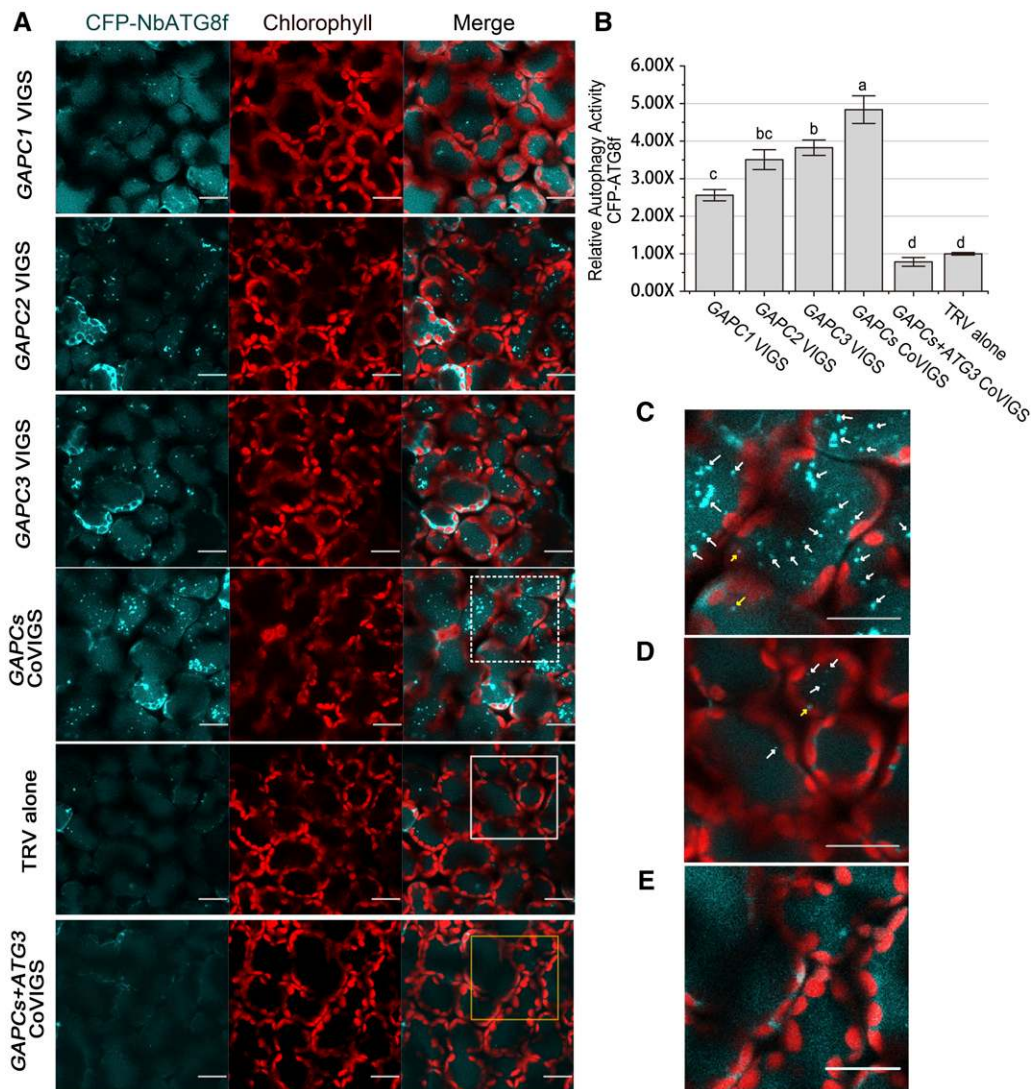 A
CFP-NbATG8f
Chlorophyll
Merge
GAPC1 VIGS
GAPC2 VIGS
GAPC3 VIGS
GAPCs
CoVIGS
TRV alone
GAPCs+ATG3
CoVIGS
B
Relative Autophagy Activity
CFP-ATG8f
6.00X
5.00X
4.00X
3.00X
2.00X
1.00X
0.00X
c
bc
b
a
d
d
GAPC1 VIGS
GAPC2 VIGS
GAPC3 VIGS
GAPCs CoVIGS
GAPCs+ATG3 CoVIGS
TRV alone
C
D
E